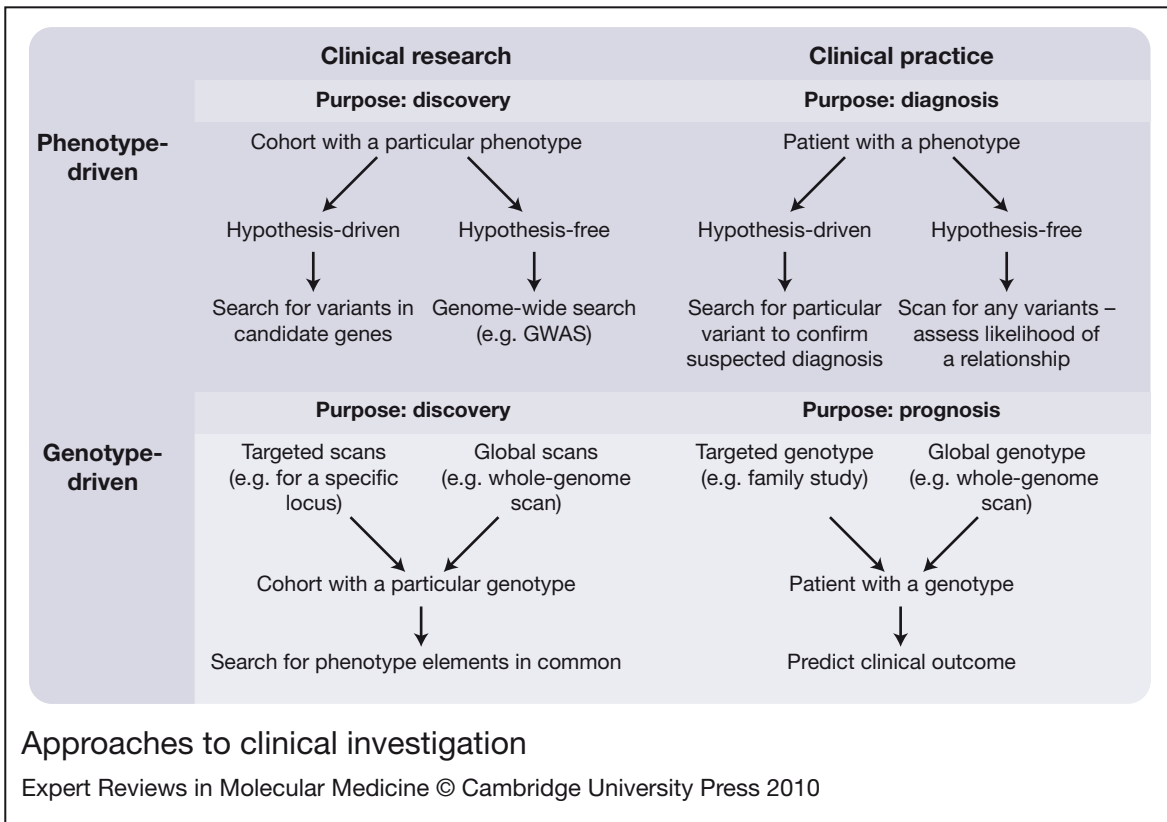 Clinical research
Clinical practice
Purpose: discovery
Purpose: diagnosis
Phenotype-
driven
Cohort with a particular phenotype
Patient with a phenotype
Hypothesis-driven
Hypothesis-free
Hypothesis-driven
Hypothesis-free
Search for variants in
candidate genes
Genome-wide search
(e.g. GWAS)
Search for particular
variant to confirm
suspected diagnosis
Scan for any variants –
assess likelihood of
a relationship
Purpose: discovery
Purpose: prognosis
Genotype-
driven
Targeted scans
(e.g. for a specific
locus)
Global scans
(e.g. whole-genome
scan)
Targeted genotype
(e.g. family study)
Global genotype
(e.g. whole-genome
scan)
Cohort with a particular genotype
Patient with a genotype
Search for phenotype elements in common
Predict clinical outcome
Approaches to clinical investigation
Expert Reviews in Molecular Medicine © Cambridge University Press 2010